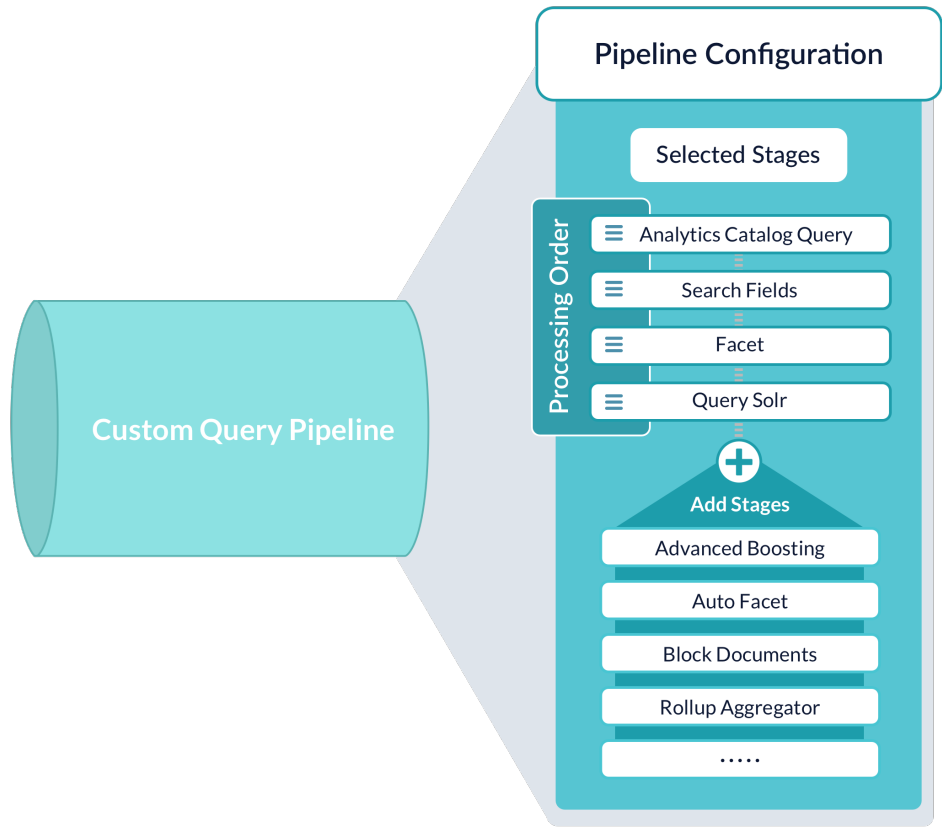 Pipeline Configuration
Selected Stages
Processing Order
Analytics Catalog Query
Search Fields
Facet
Query Solr
Custom Query Pipeline
Add Stages
Advanced Boosting
Auto Facet
Block Documents
Rollup Aggregator
.....